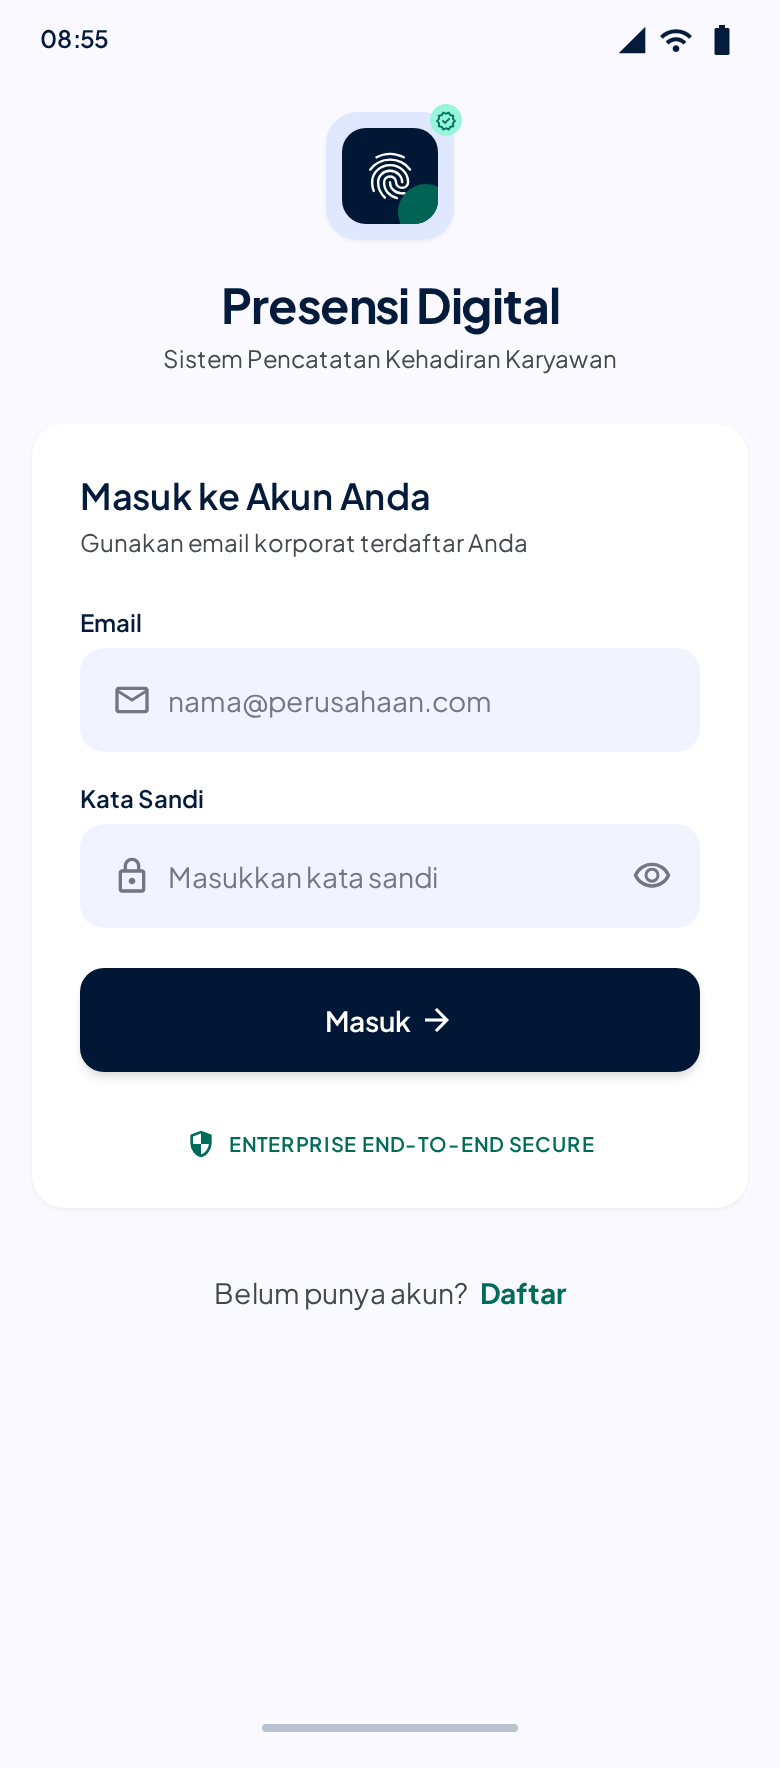 08:55
Presensi Digital
Sistem Pencatatan Kehadiran Karyawan
Masuk ke Akun Anda
Gunakan email korporat terdaftar Anda
Email
nama@perusahaan.com
Kata Sandi
Masukkan kata sandi
Masuk →
ENTERPRISE END-TO-END SECURE
Belum punya akun? Daftar